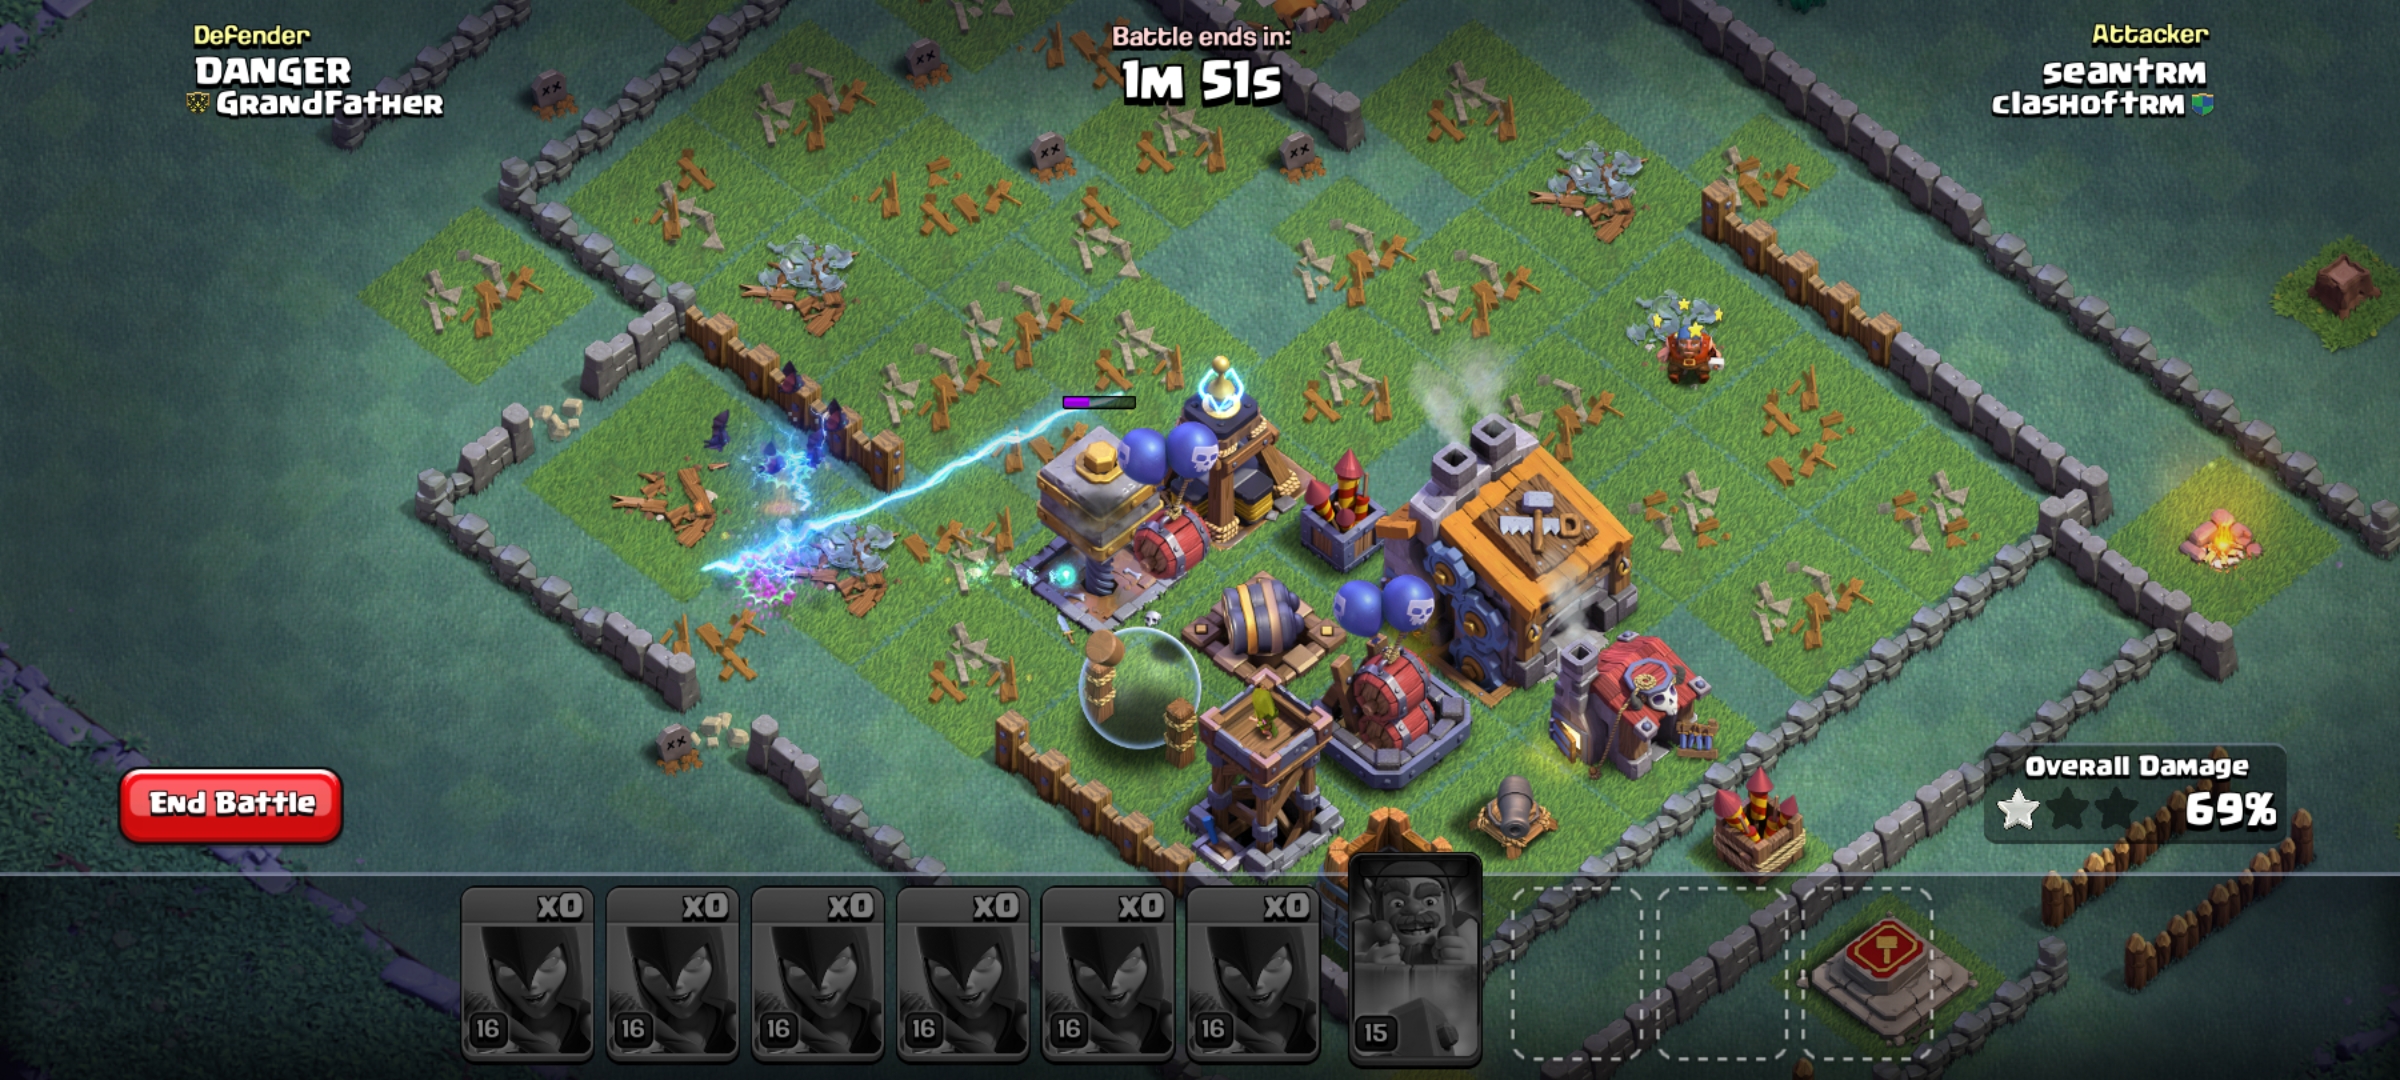 Defender
DANGER
GrandFather
Battle ends in:
1M 51s
Attacker
seantRM
clashoftRM
End Battle
Overall Damage
69%
x0
x0
x0
x0
x0
x0
16
16
16
16
16
16
15